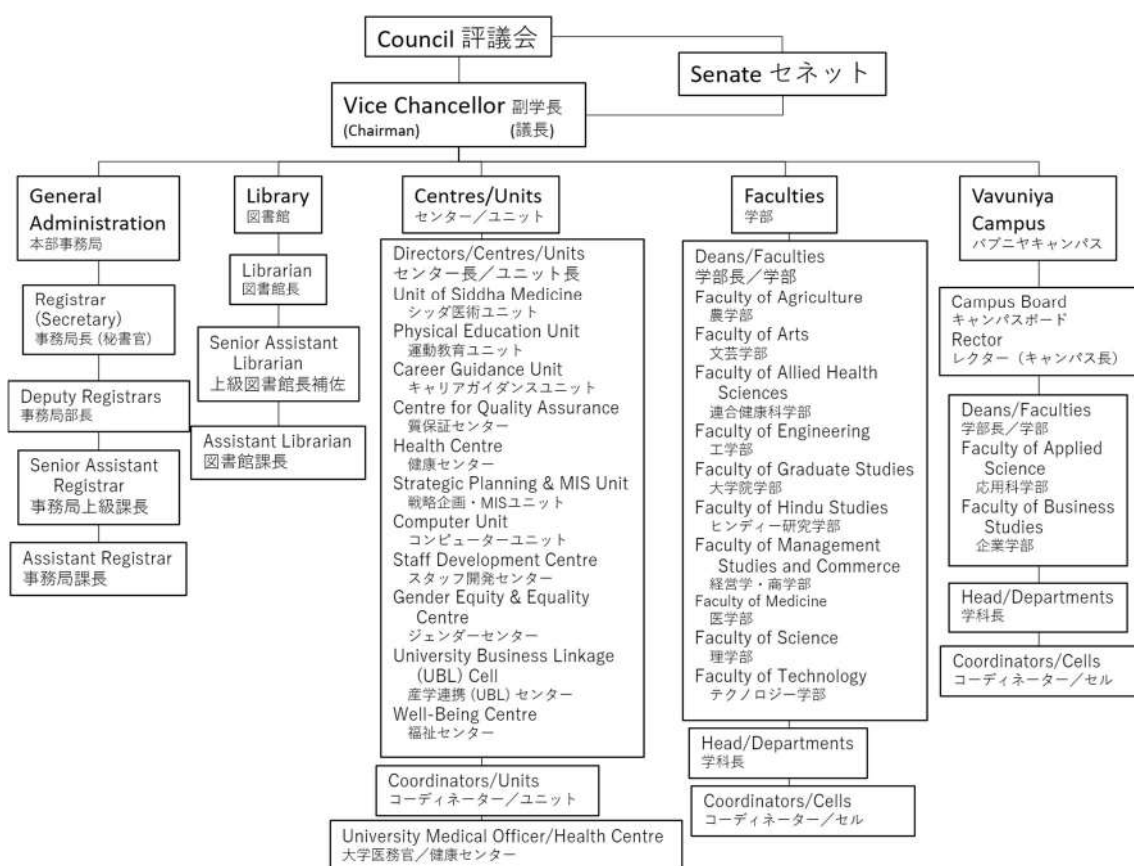 Council 評議会
Senate セネット
Vice Chancellor 副学長
(Chairman) (議長)
General
Administration
本部事務局
Registrar
(Secretary)
事務局長 (秘書官)
Deputy Registrars
事務局部長
Senior Assistant
Registrar
事務局上級課長
Assistant Registrar
事務局課長
Library
図書館
Librarian
図書館長
Senior Assistant
Librarian
上級図書館長補佐
Assistant Librarian
図書館課長
Centres/Units
センター／ユニット
Directors/Centres/Units
センター長／ユニット長
Unit of Siddha Medicine
シッダ医術ユニット
Physical Education Unit
運動教育ユニット
Career Guidance Unit
キャリアガイダンスユニット
Centre for Quality Assurance
質保証センター
Health Centre
健康センター
Strategic Planning & MIS Unit
戦略企画・MISユニット
Computer Unit
コンピューターユニット
Staff Development Centre
スタッフ開発センター
Gender Equity & Equality
Centre
ジェンダーセンター
University Business Linkage
(UBL) Cell
産学連携 (UBL) センター
Well-Being Centre
福祉センター
Coordinators/Units
コーディネーター／ユニット
University Medical Officer/Health Centre
大学医務官／健康センター
Faculties
学部
Deans/Faculties
学部長／学部
Faculty of Agriculture
農学部
Faculty of Arts
文芸学部
Faculty of Allied Health
Sciences
連合健康科学部
Faculty of Engineering
工学部
Faculty of Graduate Studies
大学院学部
Faculty of Hindu Studies
ヒンディー研究学部
Faculty of Management
Studies and Commerce
経営学・商学部
Faculty of Medicine
医学部
Faculty of Science
理学部
Faculty of Technology
テクノロジー学部
Head/Departments
学科長
Coordinators/Cells
コーディネーター／セル
Vavuniya
Campus
バブニヤキャンパス
Campus Board
キャンパスボード
Rector
レクター（キャンパス長）
Deans/Faculties
学部長／学部
Faculty of Applied
Science
応用科学部
Faculty of Business
Studies
企業学部
Head/Departments
学科長
Coordinators/Cells
コーディネーター／セル